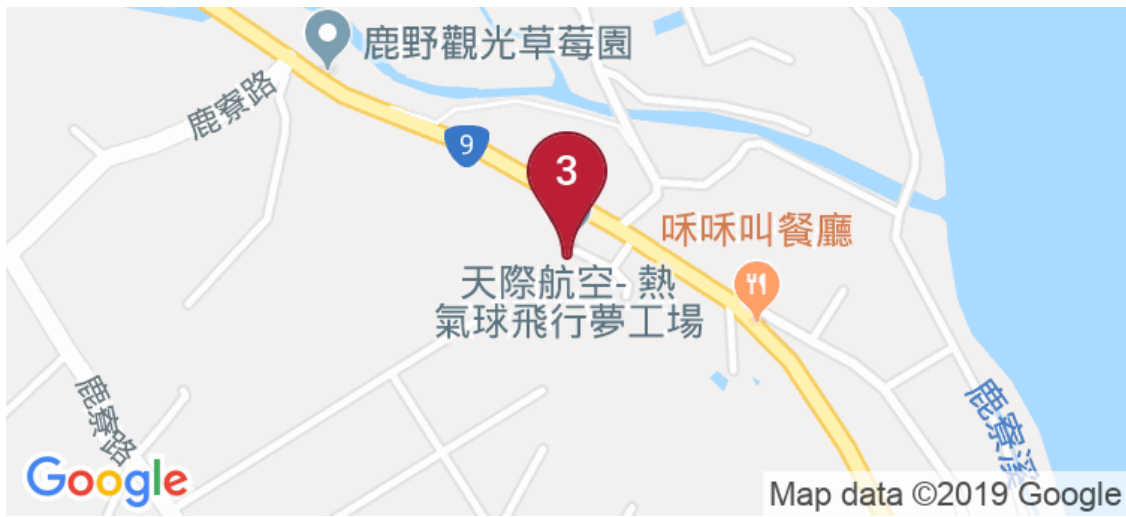 鹿野觀光草莓園
鹿寮路
9
3
咊咊叫餐廳
天際航空- 熱
氣球飛行夢工場
鹿寮路
鹿寮溪
Google
Map data ©2019 Google